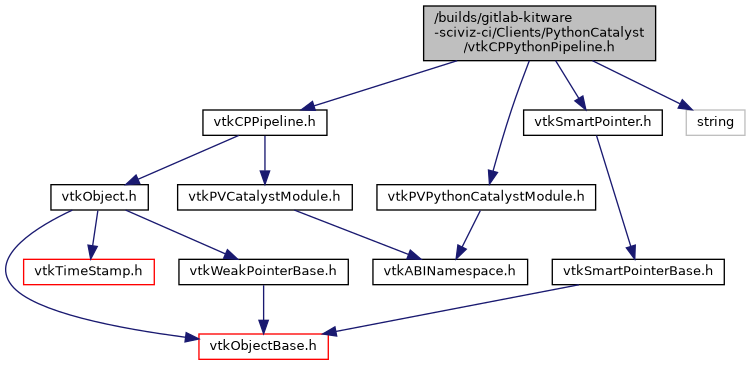 /builds/gitlab-kitware
-sciviz-ci/Clients/PythonCatalyst
/vtkCPPythonPipeline.h
vtkCPPipeline.h
vtkSmartPointer.h
string
vtkObject.h
vtkPVCatalystModule.h
vtkPVPythonCatalystModule.h
vtkTimeStamp.h
vtkWeakPointerBase.h
vtkABINamespace.h
vtkSmartPointerBase.h
vtkObjectBase.h